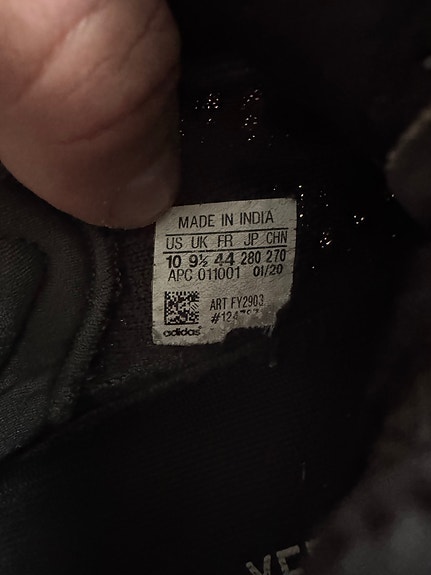 MADE IN INDIA
US UK FR JP CHN
10 9½ 44 280 270
APC 011001 01/20
ART FY2903
adidas